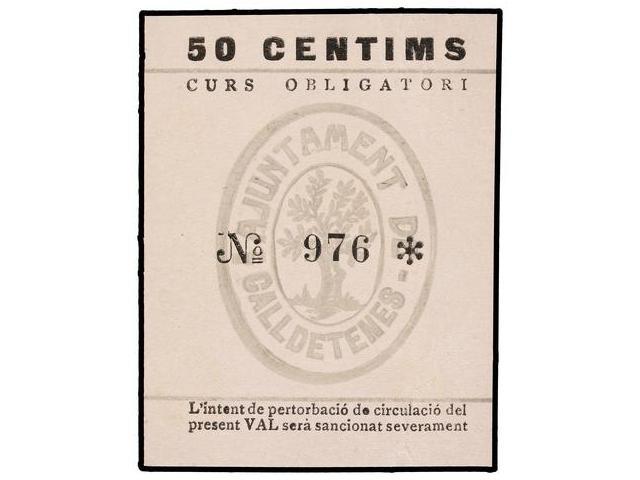 50 CENTIMS
CURS OBLIGATORI
AJUNTAMENT DE
CALLDETENES -
Nº 976 *
L'intent de pertorbació de circulació del
present VAL serà sancionat severament